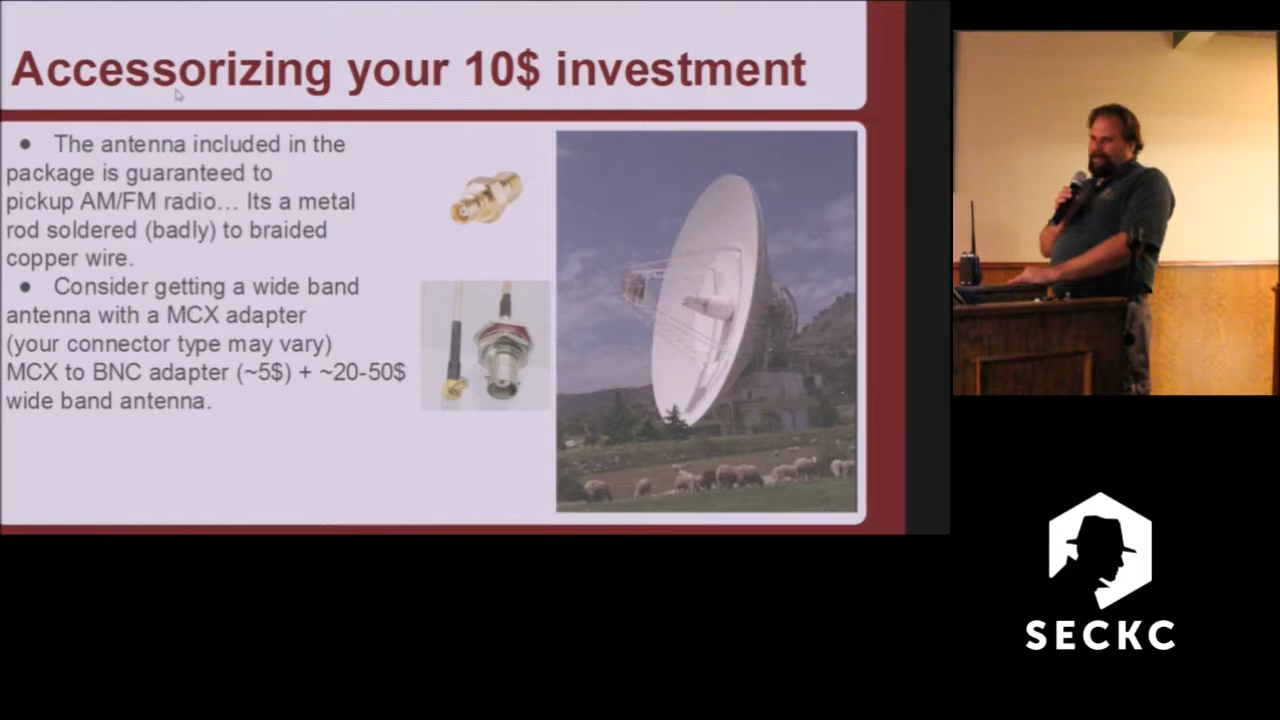 Accessorizing your 10$ investment
● The antenna included in the
package is guaranteed to
pickup AM/FM radio... Its a metal
rod soldered (badly) to braided
copper wire.
● Consider getting a wide band
antenna with a MCX adapter
(your connector type may vary)
MCX to BNC adapter (~5$) + ~20-50$
wide band antenna.
SECKC